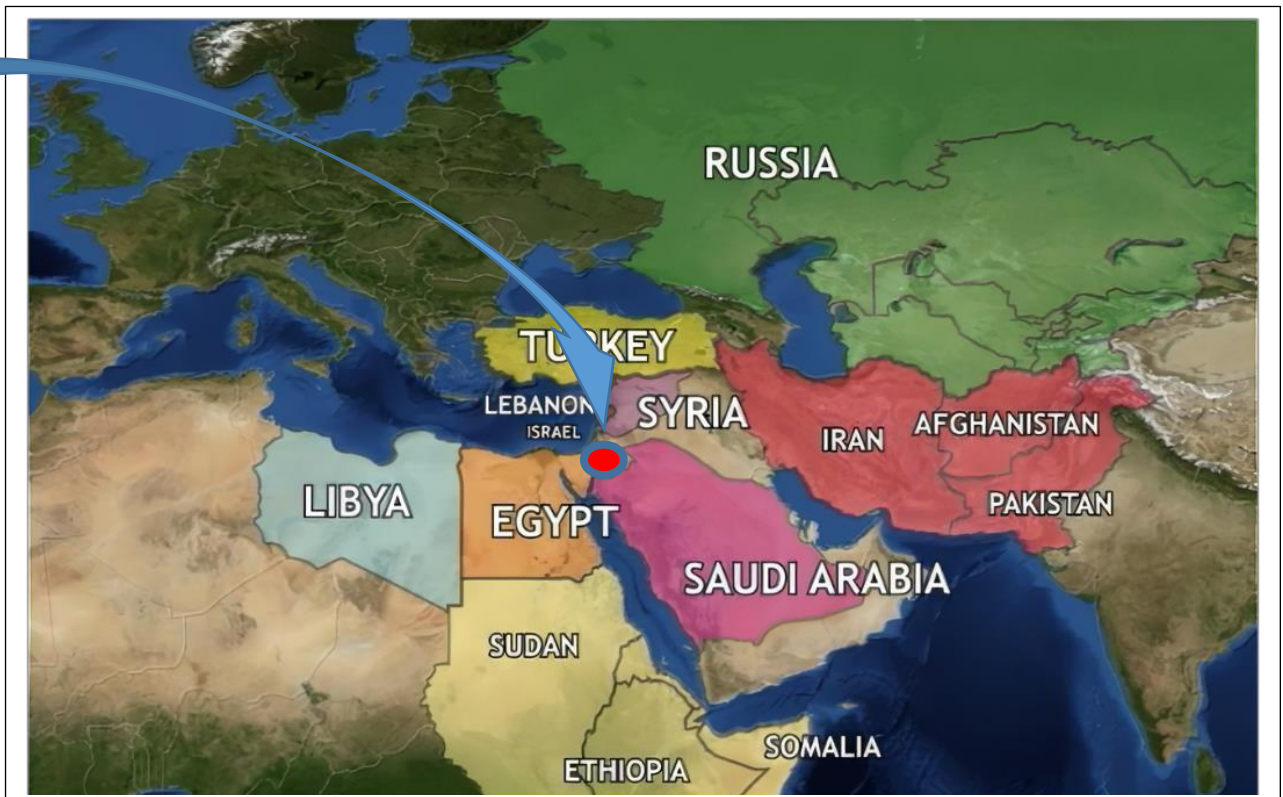 RUSSIA
TURKEY
LEBANON
SYRIA
ISRAEL
IRAN
AFGHANISTAN
PAKISTAN
LIBYA
EGYPT
SAUDI ARABIA
SUDAN
SOMALIA
ETHIOPIA